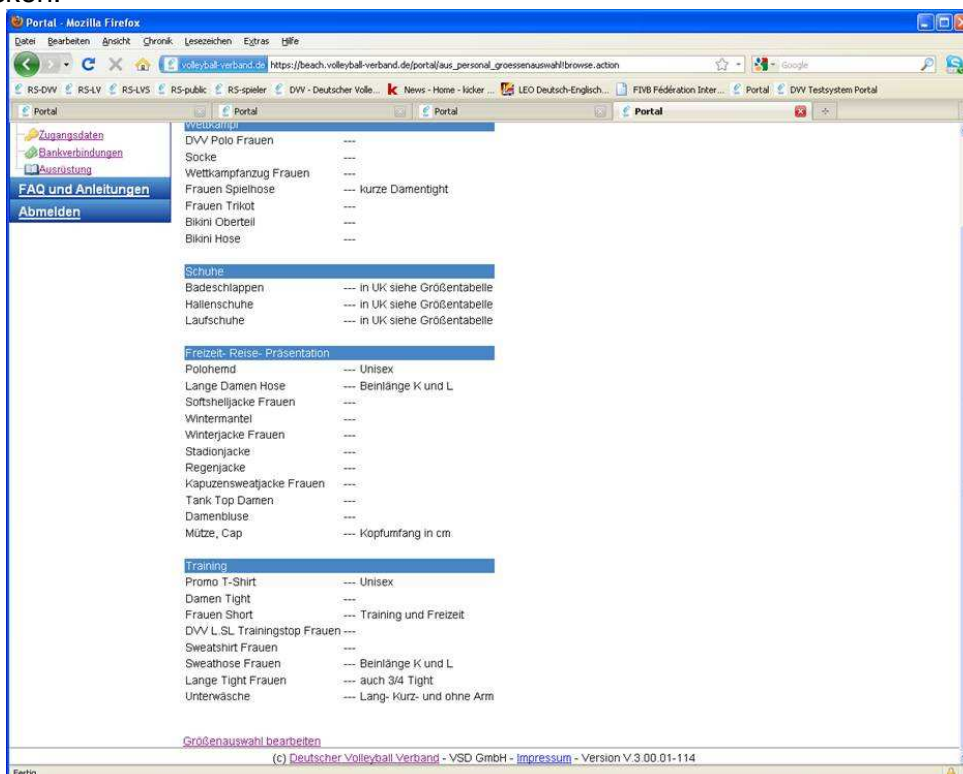 Portal - Mozilla Firefox
Datei Bearbeiten Ansicht Chronik Lesezeichen Extras Hilfe
volleyball-verband.de https://beach.volleyball-verband.de/portal/aus_personal_groessenauswahl!browse.action Google
RS-DVV RS-LV RS-LVS RS-public RS-spieler DVV - Deutscher Volle... News - Home - kicker ... LEO Deutsch-Englisch... FIVB Fédération Inter... Portal DVV Testsystem Portal
Portal Portal Portal Portal
Zugangsdaten
Bankverbindungen
Ausrüstung
FAQ und Anleitungen
Abmelden
Wettkampf
DVV Polo Frauen ---
Socke ---
Wettkampfanzug Frauen ---
Frauen Spielhose --- kurze Damentight
Frauen Trikot ---
Bikini Oberteil ---
Bikini Hose ---
Schuhe
Badeschlappen --- in UK siehe Größentabelle
Hallenschuhe --- in UK siehe Größentabelle
Laufschuhe --- in UK siehe Größentabelle
Freizeit- Reise- Präsentation
Polohemd --- Unisex
Lange Damen Hose --- Beinlänge K und L
Softshelljacke Frauen ---
Wintermantel ---
Winterjacke Frauen ---
Stadionjacke ---
Regenjacke ---
Kapuzensweatjacke Frauen ---
Tank Top Damen ---
Damenbluse ---
Mütze, Cap --- Kopfumfang in cm
Training
Promo T-Shirt --- Unisex
Damen Tight ---
Frauen Short --- Training und Freizeit
DVV L.SL Trainingstop Frauen ---
Sweatshirt Frauen ---
Sweathose Frauen --- Beinlänge K und L
Lange Tight Frauen --- auch 3/4 Tight
Unterwäsche --- Lang- Kurz- und ohne Arm
Größenauswahl bearbeiten
(c) Deutscher Volleyball Verband - VSD GmbH - Impressum - Version V.3.00.01-114
Fertig